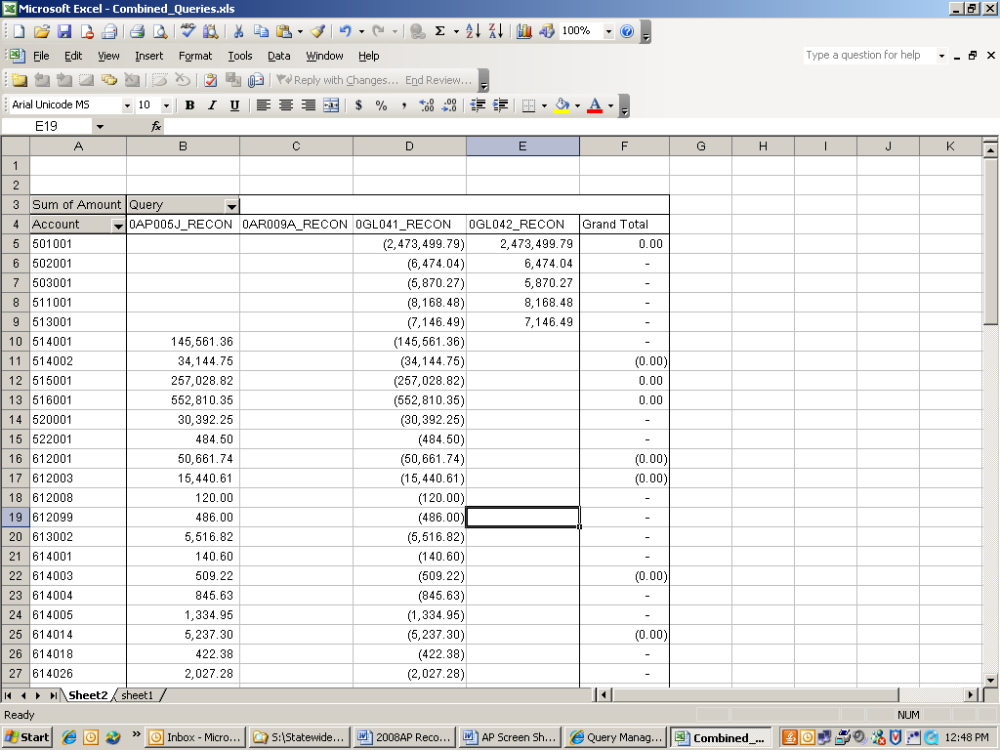 Microsoft Excel - Combined_Queries.xls
100%
File Edit View Insert Format Tools Data Window Help
Type a question for help
Reply with Changes... End Review...
Arial Unicode MS 10 B I U $ % ,
E19 fx
A B C D E F G H I J K
1
2
3 Sum of Amount Query
4 Account 0AP005J_RECON 0AR009A_RECON 0GL041_RECON 0GL042_RECON Grand Total
5 501001 (2,473,499.79) 2,473,499.79 0.00
6 502001 (6,474.04) 6,474.04 -
7 503001 (5,870.27) 5,870.27 -
8 511001 (8,168.48) 8,168.48 -
9 513001 (7,146.49) 7,146.49 -
10 514001 145,561.36 (145,561.36) -
11 514002 34,144.75 (34,144.75) (0.00)
12 515001 257,028.82 (257,028.82) 0.00
13 516001 552,810.35 (552,810.35) 0.00
14 520001 30,392.25 (30,392.25) -
15 522001 484.50 (484.50) -
16 612001 50,661.74 (50,661.74) (0.00)
17 612003 15,440.61 (15,440.61) (0.00)
18 612008 120.00 (120.00) -
19 612099 486.00 (486.00) -
20 613002 5,516.82 (5,516.82) -
21 614001 140.60 (140.60) -
22 614003 509.22 (509.22) (0.00)
23 614004 845.63 (845.63) -
24 614005 1,334.95 (1,334.95) -
25 614014 5,237.30 (5,237.30) (0.00)
26 614018 422.38 (422.38) -
27 614026 2,027.28 (2,027.28) -
Sheet2 sheet1
Ready NUM
Start Inbox - Micro... S:\Statewide... 2008AP Reco... AP Screen Sh... Query Manag... Combined_... 12:48 PM